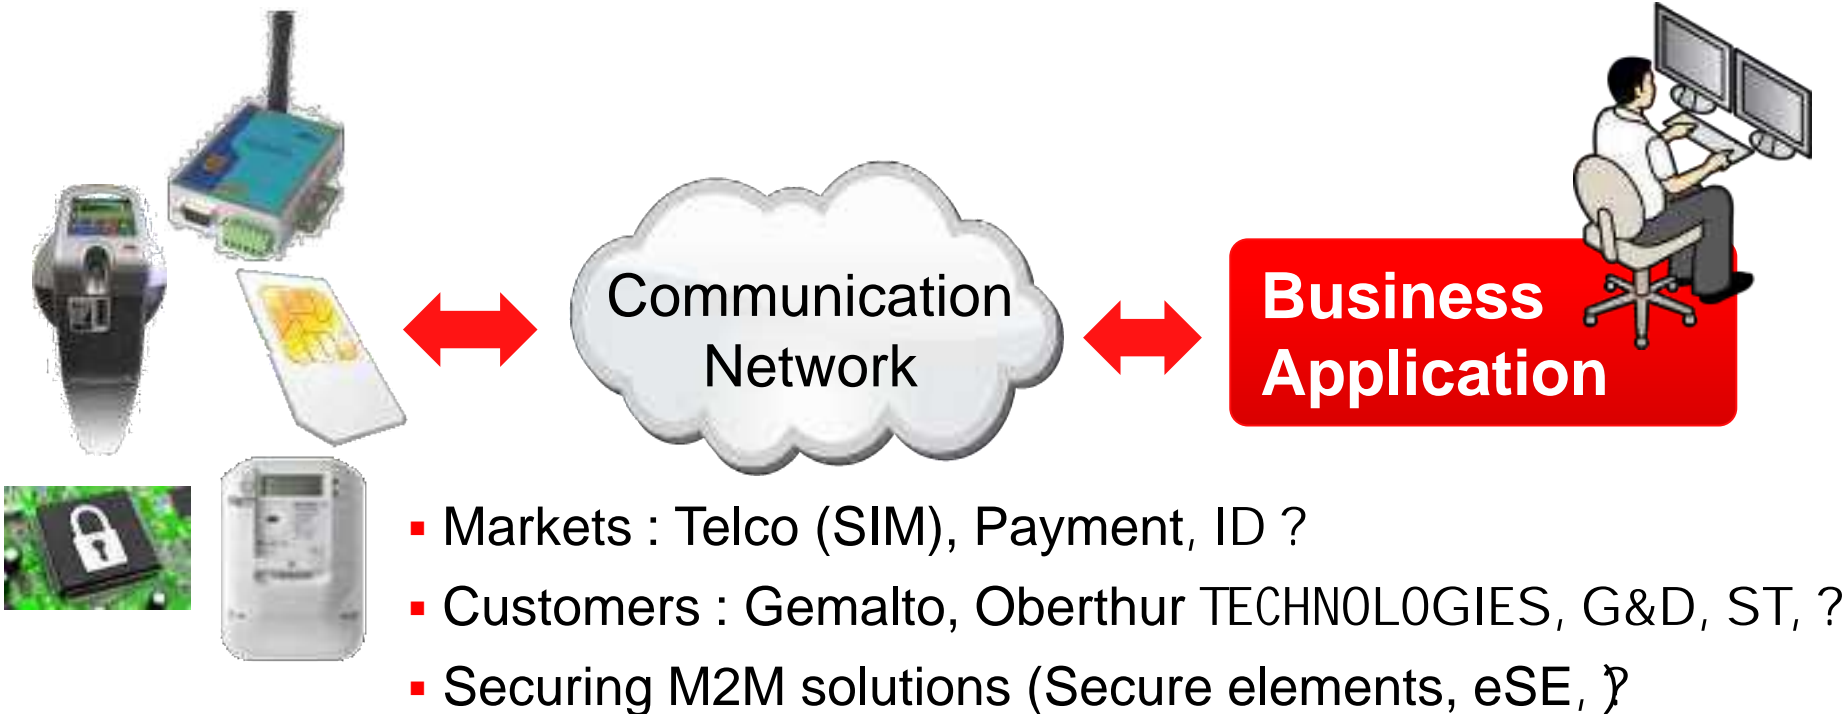 Communication
Network
Business
Application
Markets : Telco (SIM), Payment, ID ?
Customers : Gemalto, Oberthur TECHNOLOGIES, G&D, ST, ?
Securing M2M solutions (Secure elements, eSE, ?)